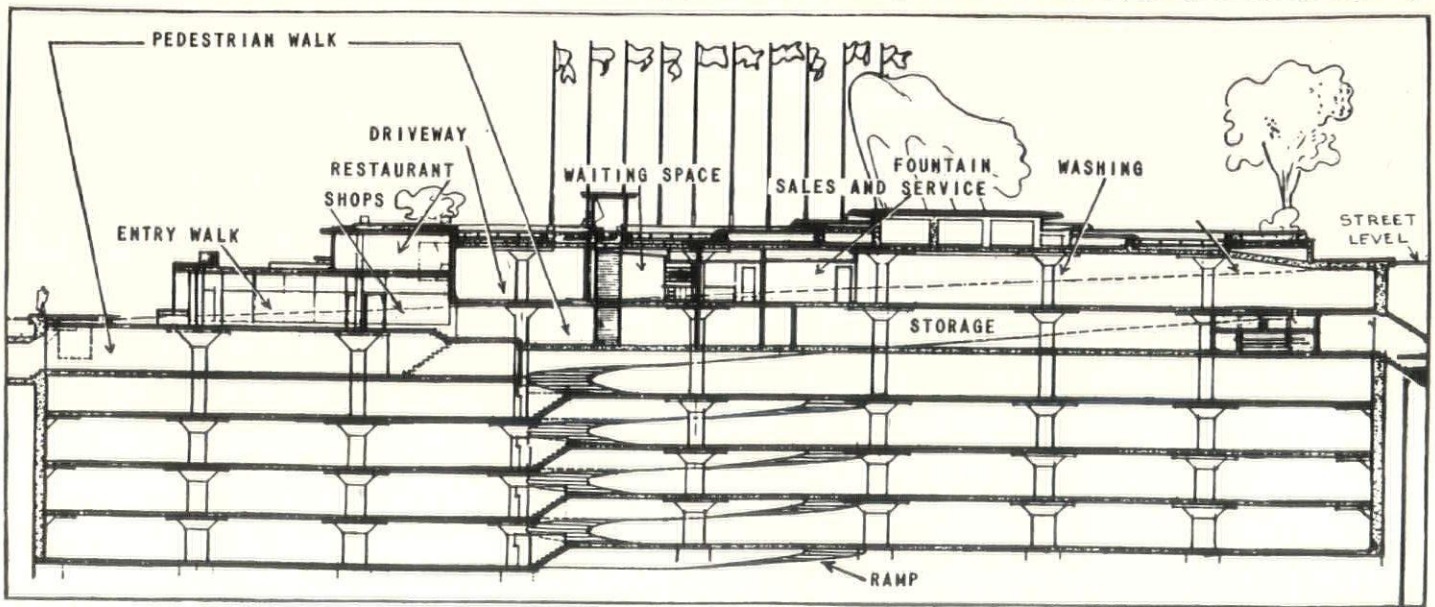 PEDESTRIAN WALK
DRIVEWAY
RESTAURANT
WAITING SPACE
FOUNTAIN
SALES AND SERVICE
WASHING
SHOPS
STREET
LEVEL
ENTRY WALK
STORAGE
RAMP